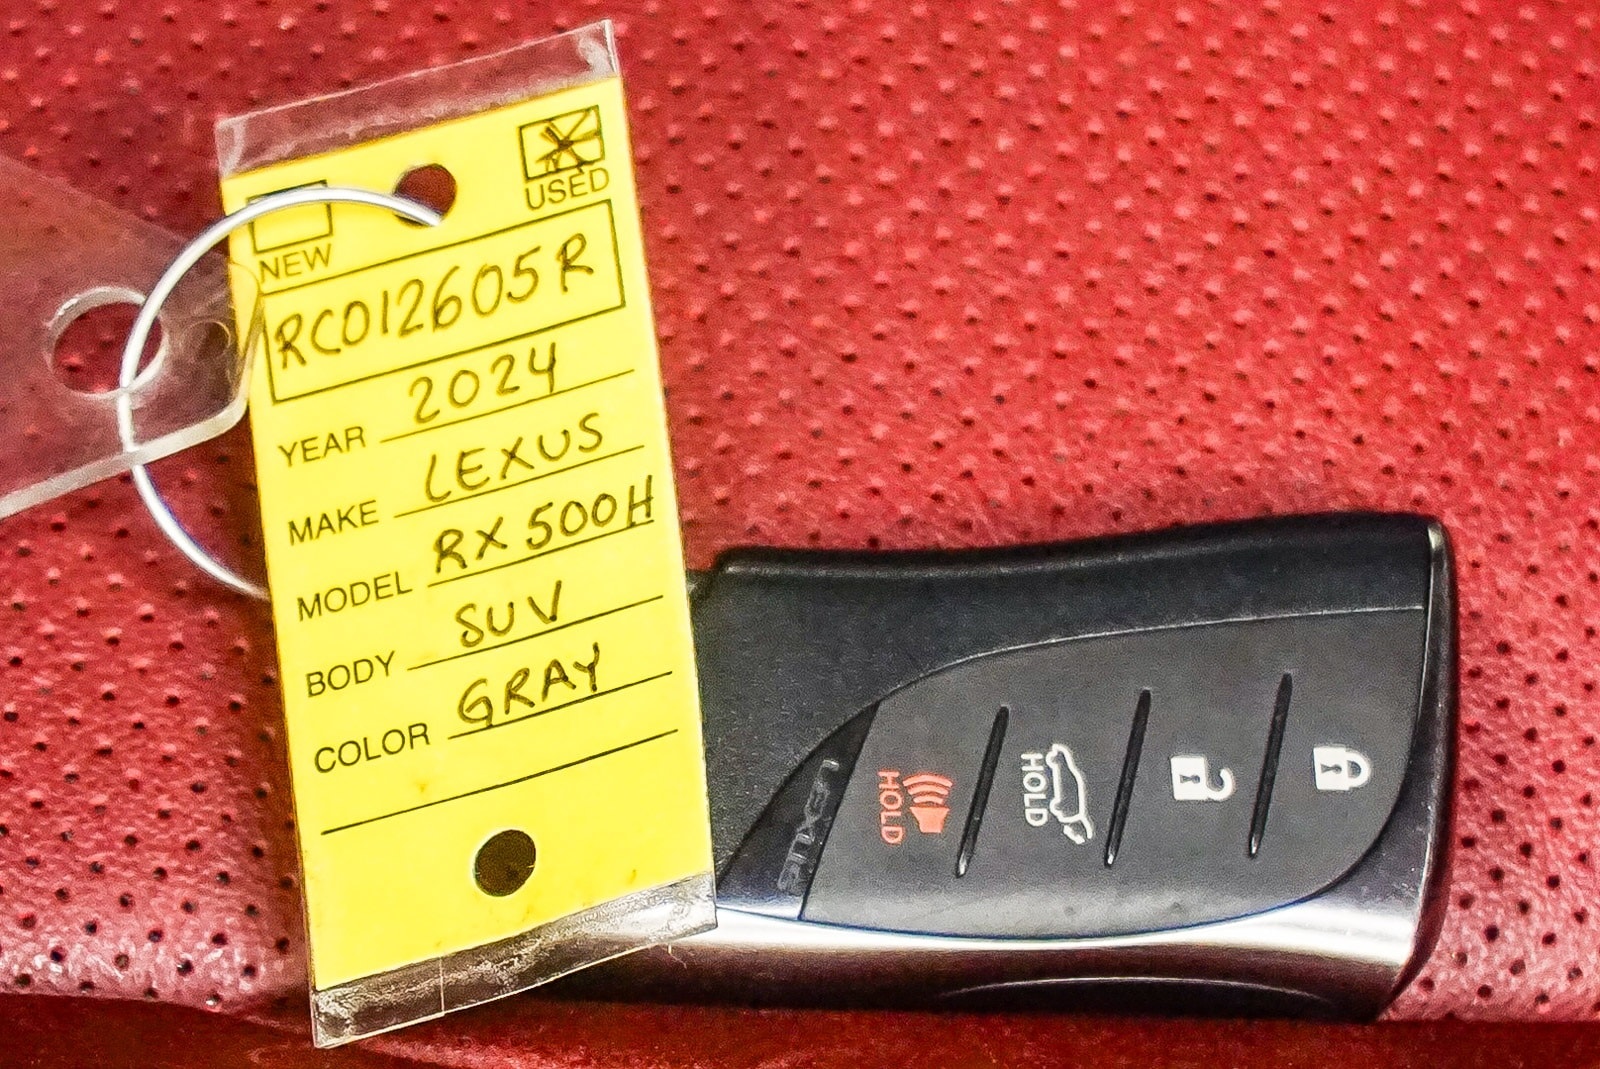 NEW
USED
RC012605R
YEAR 2024
MAKE LEXUS
MODEL RX 500H
BODY SUV
COLOR GRAY
LEXUS
HOLD
HOLD